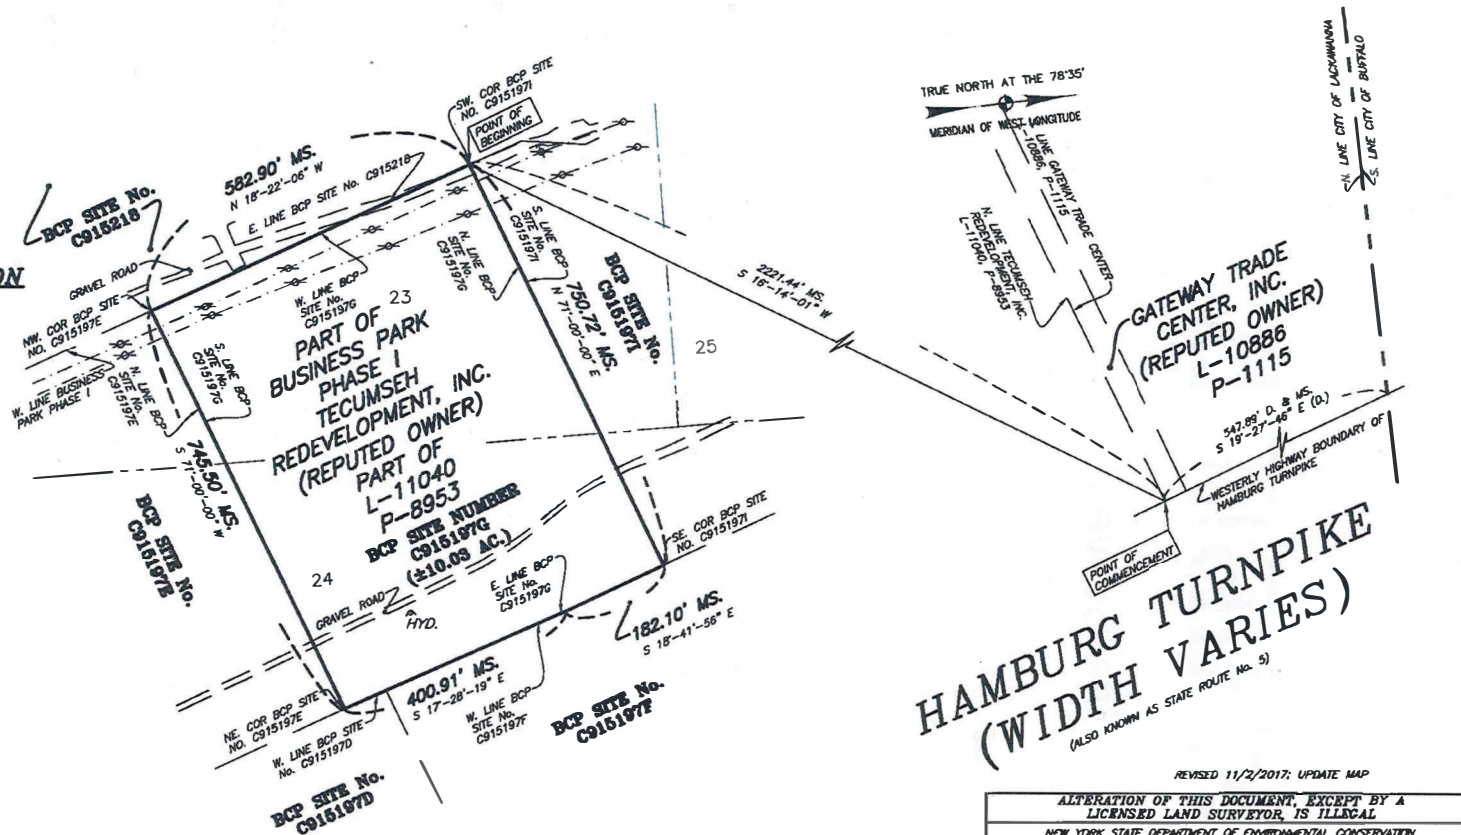 SW. COR BCP SITE
NO. C915197I
POINT OF
BEGINNING
582.90' MS.
N 18°-22'-06" W
E. LINE BCP SITE No. C915218
BCP SITE No.
C915218
ON
GRAVEL ROAD
NW. COR BCP SITE
NO. C915197E
W. LINE BUSINESS
PARK PHASE I
N. LINE BCP
SITE No.
C915197E
S. LINE BCP
SITE No.
C915197G
W. LINE BCP
SITE No.
C915197G
N. LINE BCP
SITE No.
C915197G
S. LINE BCP
SITE No.
C915197I
N 71°-00'-00" E
750.72' MS.
BCP SITE No.
C915197I
23
25
24
PART OF
BUSINESS PARK
PHASE I
TECUMSEH
REDEVELOPMENT, INC.
(REPUTED OWNER)
PART OF
L-11040
P-8953
BCP SITE NUMBER
C915197G
(±10.03 AC.)
745.50' MS.
S 71°-00'-00" W
BCP SITE No.
C915197E
GRAVEL ROAD
HYD.
E. LINE BCP
SITE No.
C915197G
SE. COR BCP SITE
NO. C915197I
182.10' MS.
S 18°-41'-56" E
400.91' MS.
S 17°-28'-19" E
W. LINE BCP
SITE No.
C915197F
BCP SITE No.
C915197F
NE. COR BCP SITE
NO. C915197E
W. LINE BCP SITE
No. C915197D
BCP SITE No.
C915197D
2221.44' MS.
S 16°-14'-01" W
TRUE NORTH AT THE 78°35'
MERIDIAN OF WEST LONGITUDE
LINE GATEWAY TRADE CENTER
L-10886, P-1115
N. LINE TECUMSEH
REDEVELOPMENT, INC.
L-11040, P-8953
GATEWAY TRADE
CENTER, INC.
(REPUTED OWNER)
L-10886
P-1115
N. LINE CITY OF LACKAWANNA
S. LINE CITY OF BUFFALO
547.89' D. & MS.
S 19°-27'-46" E (D.)
WESTERLY HIGHWAY BOUNDARY OF
HAMBURG TURNPIKE
POINT OF
COMMENCEMENT
HAMBURG TURNPIKE
(WIDTH VARIES)
(ALSO KNOWN AS STATE ROUTE No. 5)
REVISED 11/2/2017: UPDATE MAP
ALTERATION OF THIS DOCUMENT, EXCEPT BY A
LICENSED LAND SURVEYOR, IS ILLEGAL
NEW YORK STATE DEPARTMENT OF ENVIRONMENTAL CONSERVATION